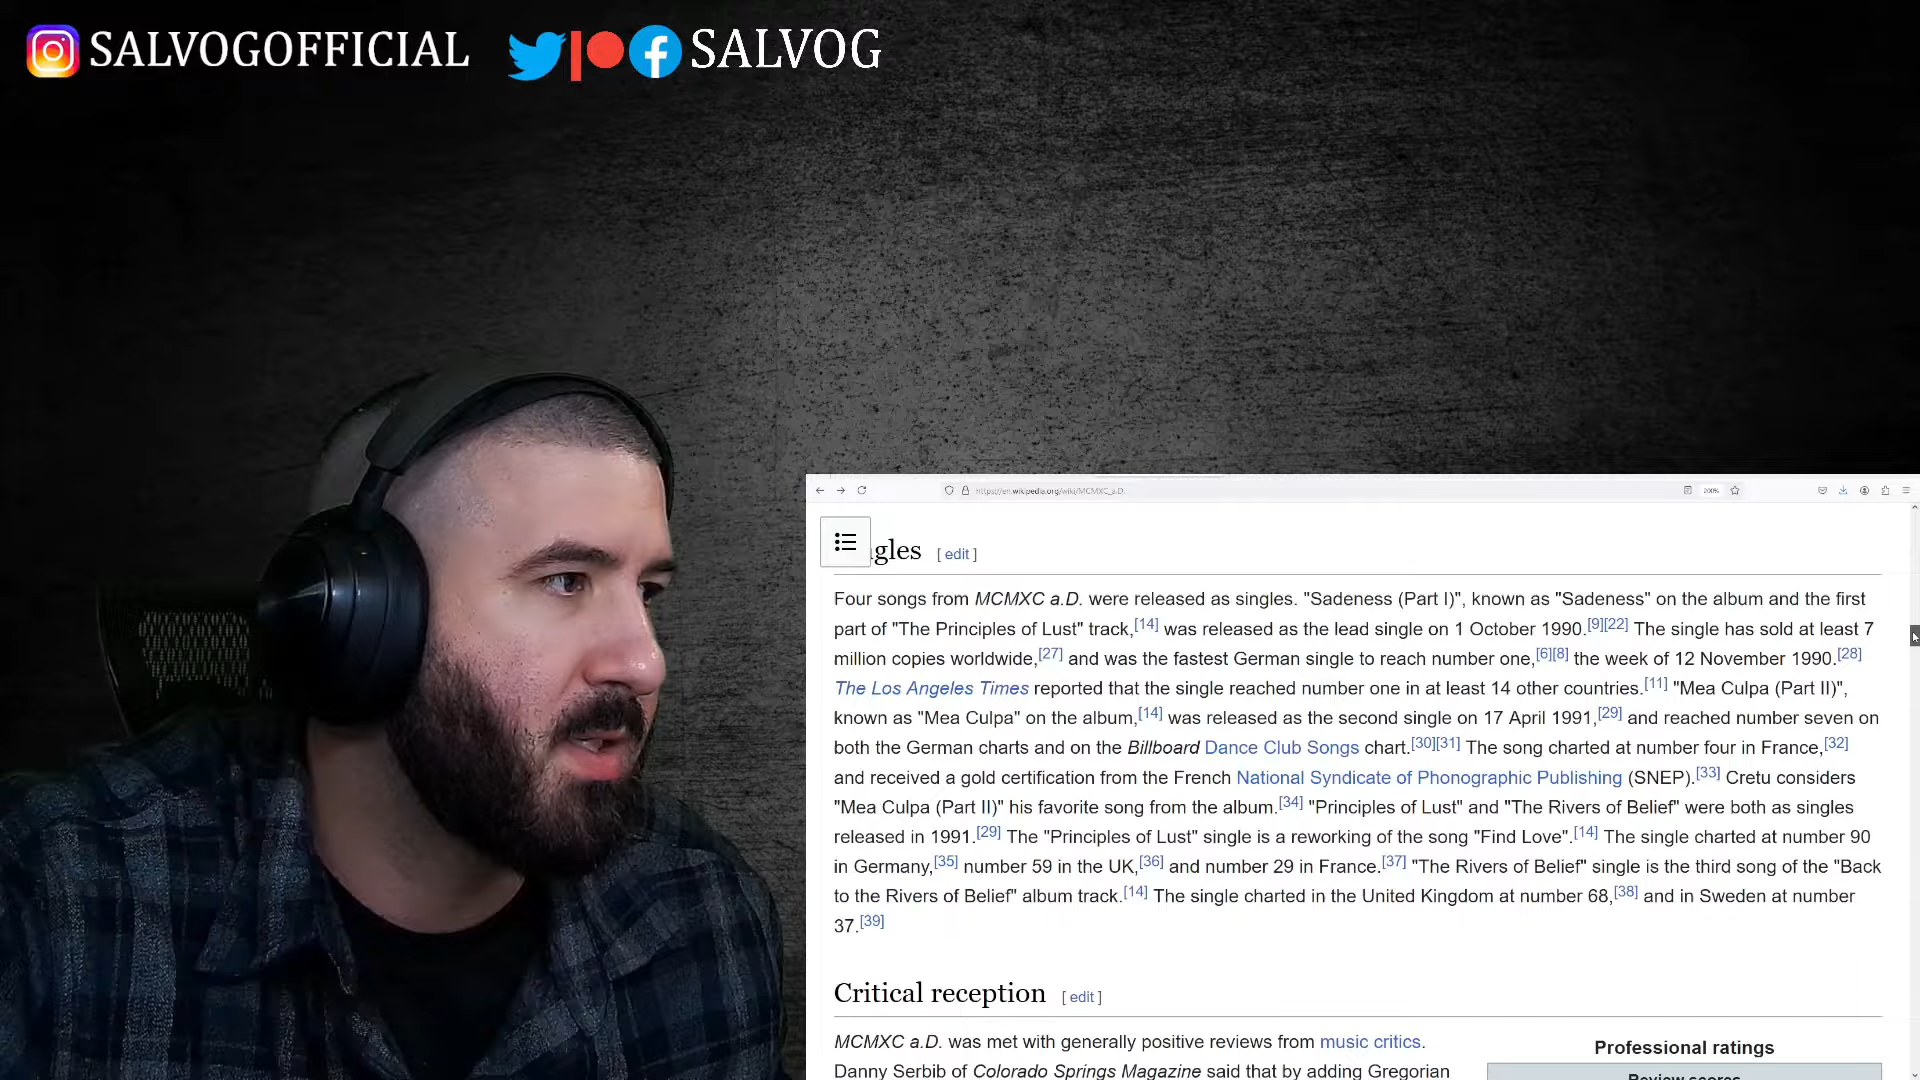 SALVOGOFFICIAL SALVOG
https://en.wikipedia.org/wiki/MCMXC_a.D. 200%
gles [ edit ]
Four songs from MCMXC a.D. were released as singles. "Sadeness (Part I)", known as "Sadeness" on the album and the first
part of "The Principles of Lust" track,[14] was released as the lead single on 1 October 1990.[9][22] The single has sold at least 7
million copies worldwide,[27] and was the fastest German single to reach number one,[6][8] the week of 12 November 1990.[28]
The Los Angeles Times reported that the single reached number one in at least 14 other countries.[11] "Mea Culpa (Part II)",
known as "Mea Culpa" on the album,[14] was released as the second single on 17 April 1991,[29] and reached number seven on
both the German charts and on the Billboard Dance Club Songs chart.[30][31] The song charted at number four in France,[32]
and received a gold certification from the French National Syndicate of Phonographic Publishing (SNEP).[33] Cretu considers
"Mea Culpa (Part II)" his favorite song from the album.[34] "Principles of Lust" and "The Rivers of Belief" were both as singles
released in 1991.[29] The "Principles of Lust" single is a reworking of the song "Find Love".[14] The single charted at number 90
in Germany,[35] number 59 in the UK,[36] and number 29 in France.[37] "The Rivers of Belief" single is the third song of the "Back
to the Rivers of Belief" album track.[14] The single charted in the United Kingdom at number 68,[38] and in Sweden at number
37.[39]
Critical reception [ edit ]
MCMXC a.D. was met with generally positive reviews from music critics.
Danny Serbib of Colorado Springs Magazine said that by adding Gregorian
Professional ratings
Review scores